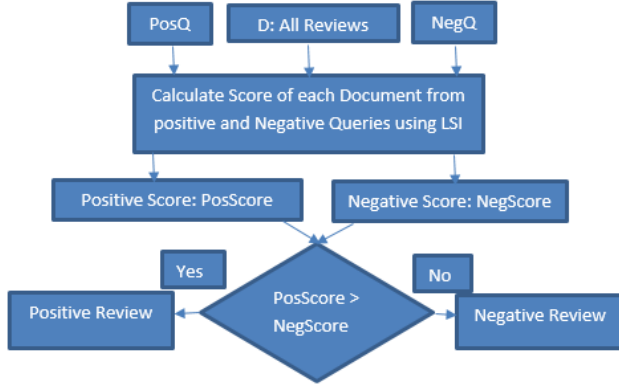 PosQ
D: All Reviews
NegQ
Calculate Score of each Document from
positive and Negative Queries using LSI
Positive Score: PosScore
Negative Score: NegScore
Yes
No
PosScore >
NegScore
Positive Review
Negative Review